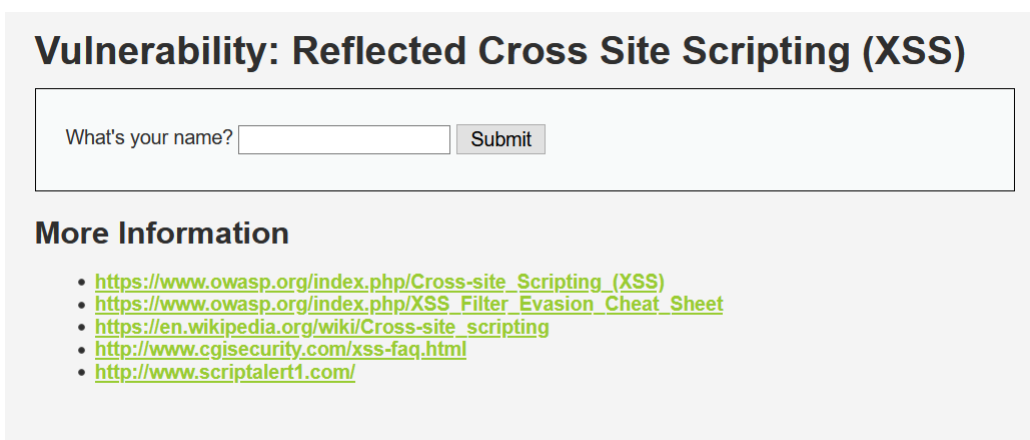 Vulnerability: Reflected Cross Site Scripting (XSS)
What's your name? Submit
More Information
https://www.owasp.org/index.php/Cross-site_Scripting_(XSS)
https://www.owasp.org/index.php/XSS_Filter_Evasion_Cheat_Sheet
https://en.wikipedia.org/wiki/Cross-site_scripting
http://www.cgisecurity.com/xss-faq.html
http://www.scriptalert1.com/